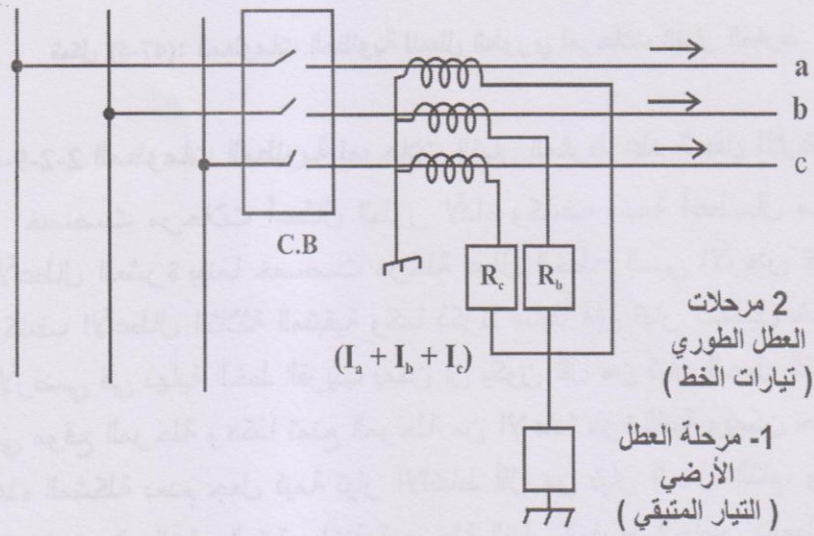 a
b
c
C.B
R_c
R_b
(I_a + I_b + I_c)
2 مرحلات
العطل الطوري
( تيارات الخط )
1- مرحلة العطل
الأرضي
( التيار المتبقي )